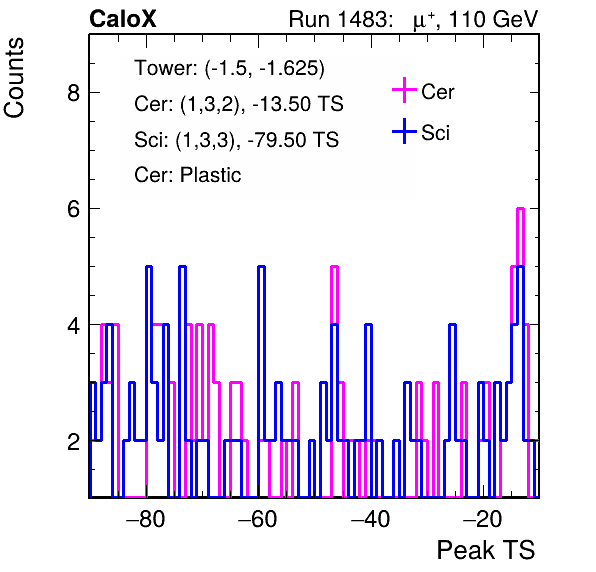 CaloX Run 1483: μ⁺, 110 GeV
Counts
Tower: (-1.5, -1.625)
Cer: (1,3,2), -13.50 TS
Sci: (1,3,3), -79.50 TS
Cer: Plastic
Cer
Sci
8
6
4
2
−80 −60 −40 −20
Peak TS